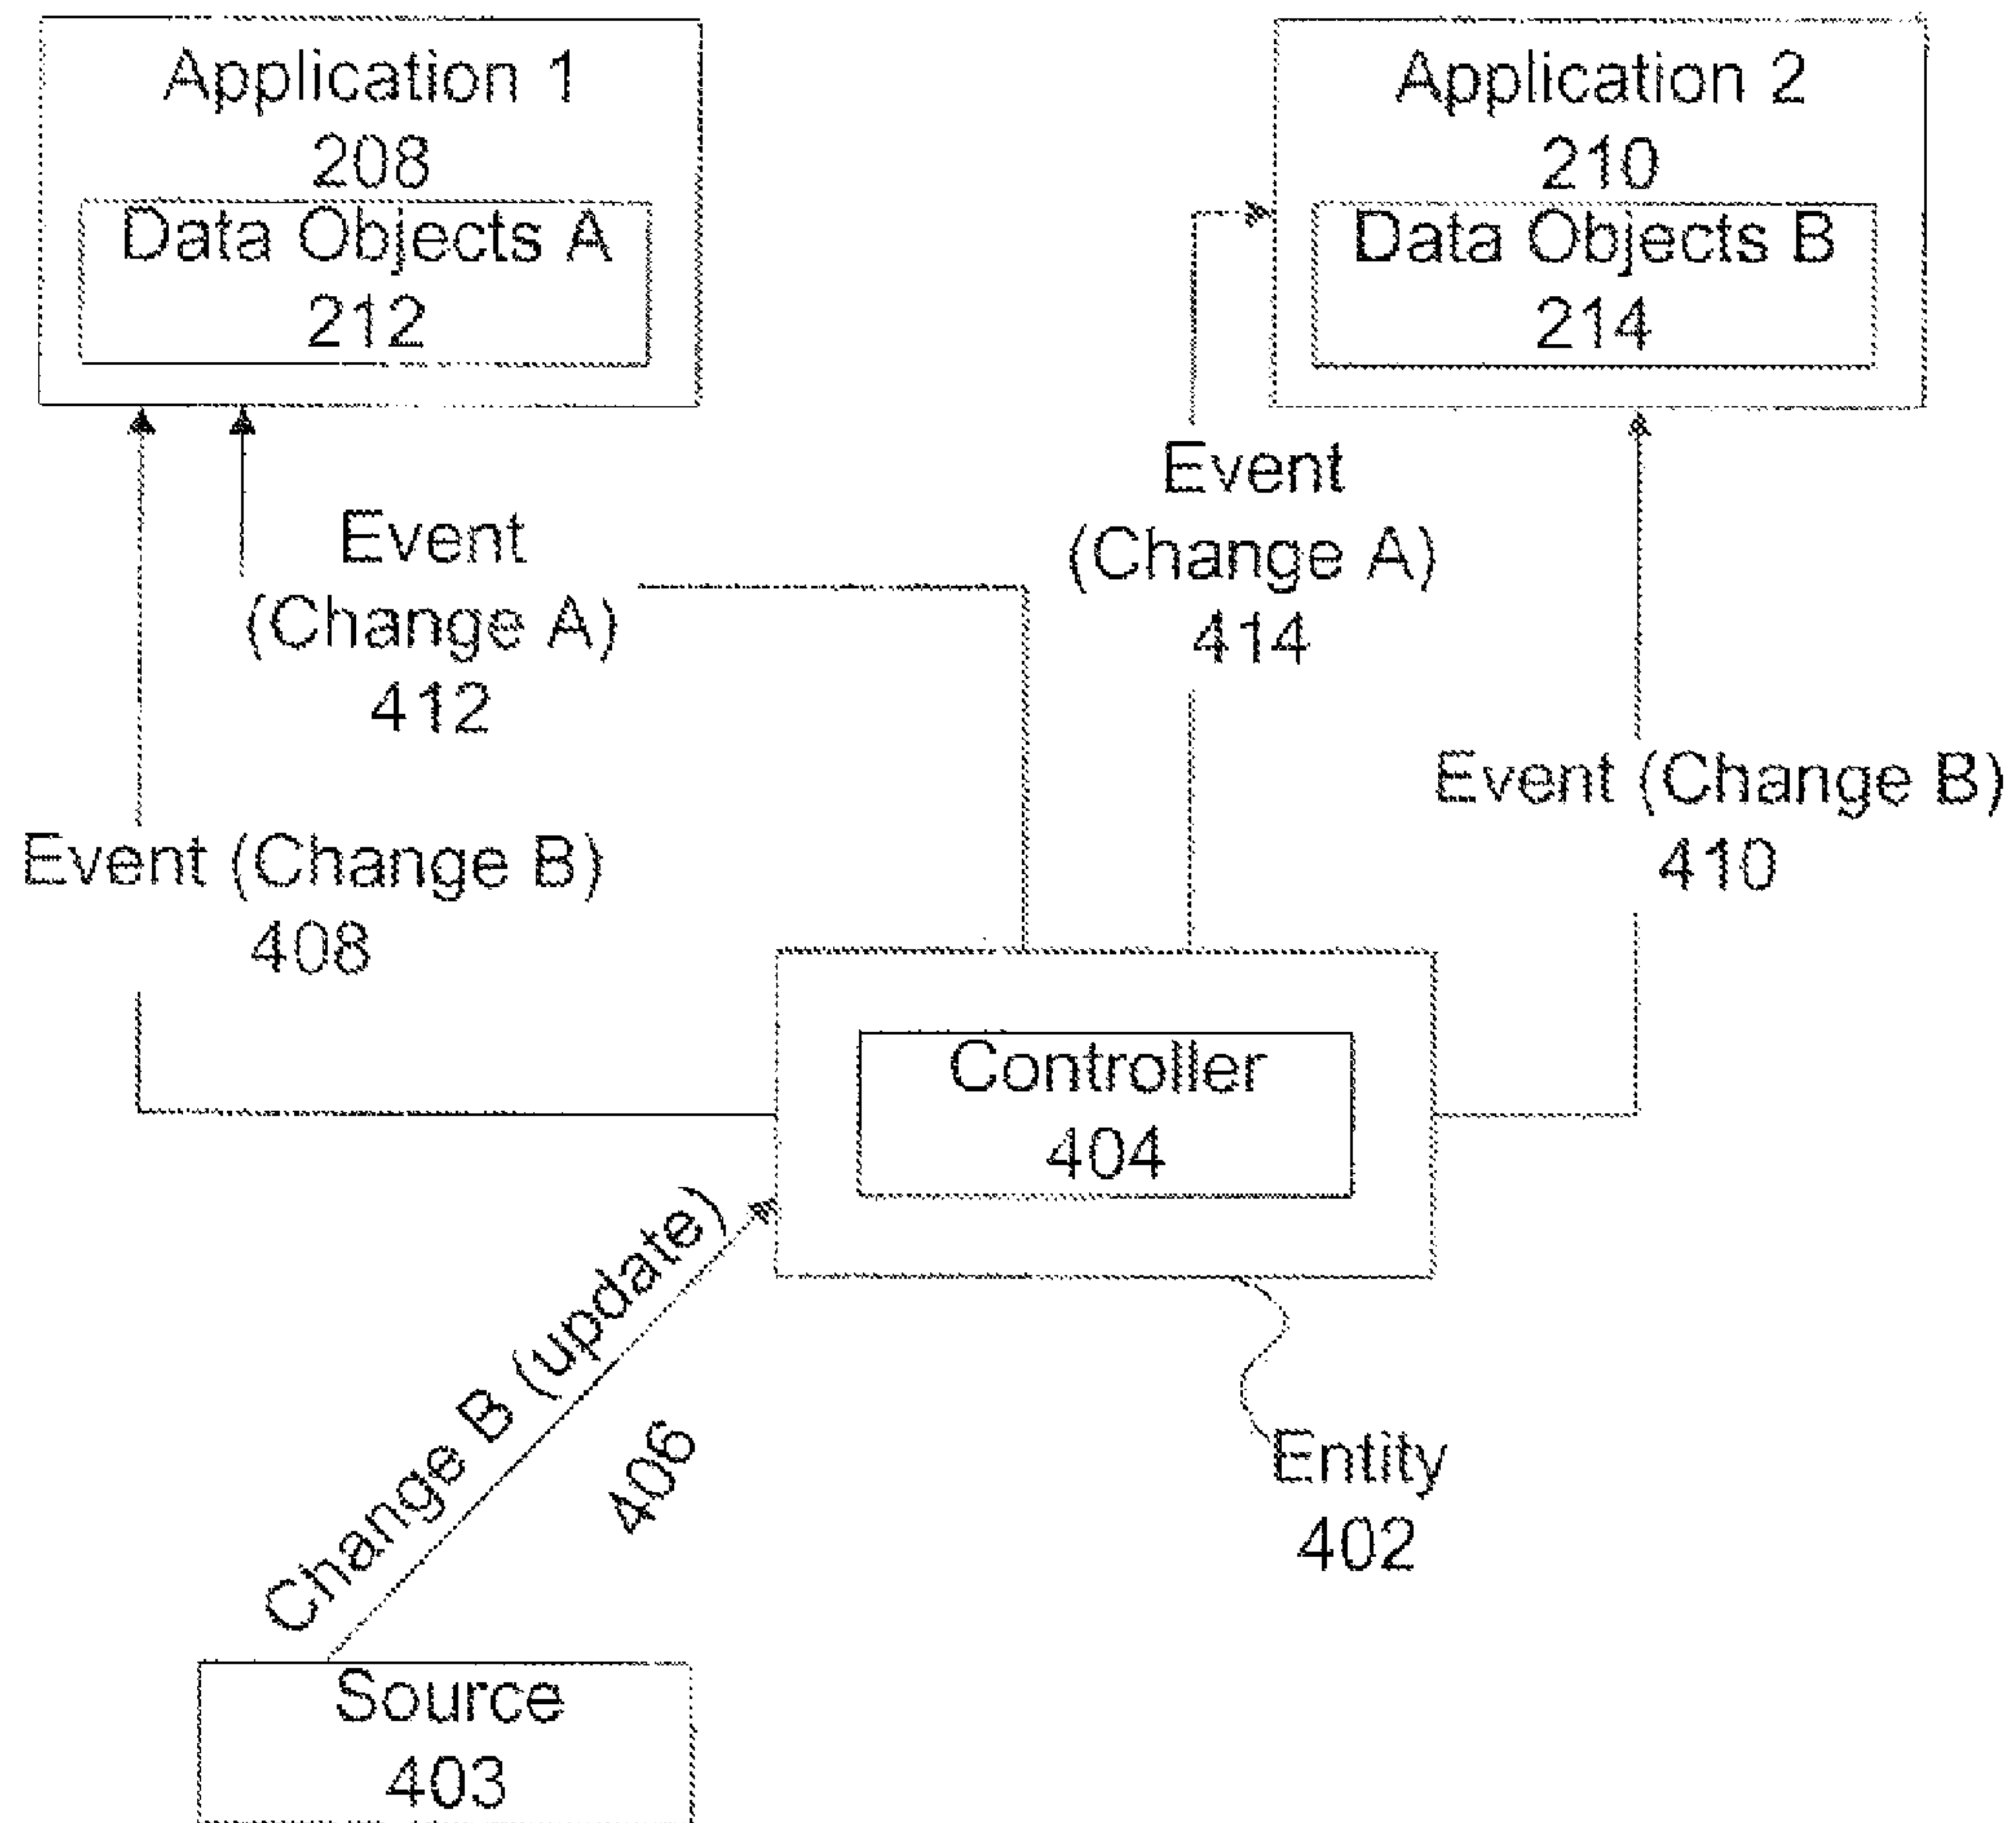 Application 1
208
Data Objects A
212
Application 2
210
Data Objects B
214
Event
(Change A)
412
Event
(Change A)
414
Event (Change B)
408
Event (Change B)
410
Controller
404
Change B (update)
406
Entity
402
Source
403